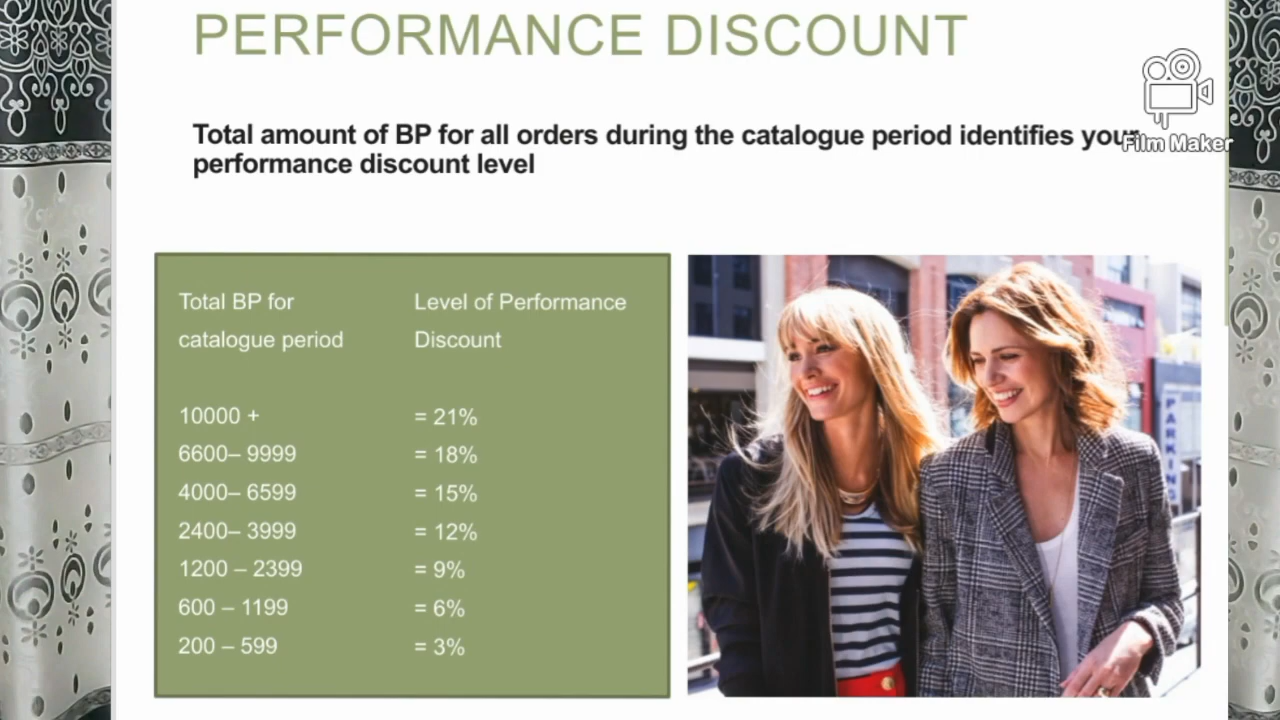 PERFORMANCE DISCOUNT
Film Maker
Total amount of BP for all orders during the catalogue period identifies your
performance discount level
Total BP for Level of Performance
catalogue period Discount
10000 + = 21%
6600– 9999 = 18%
4000– 6599 = 15%
2400– 3999 = 12%
1200 – 2399 = 9%
600 – 1199 = 6%
200 – 599 = 3%
PARKING